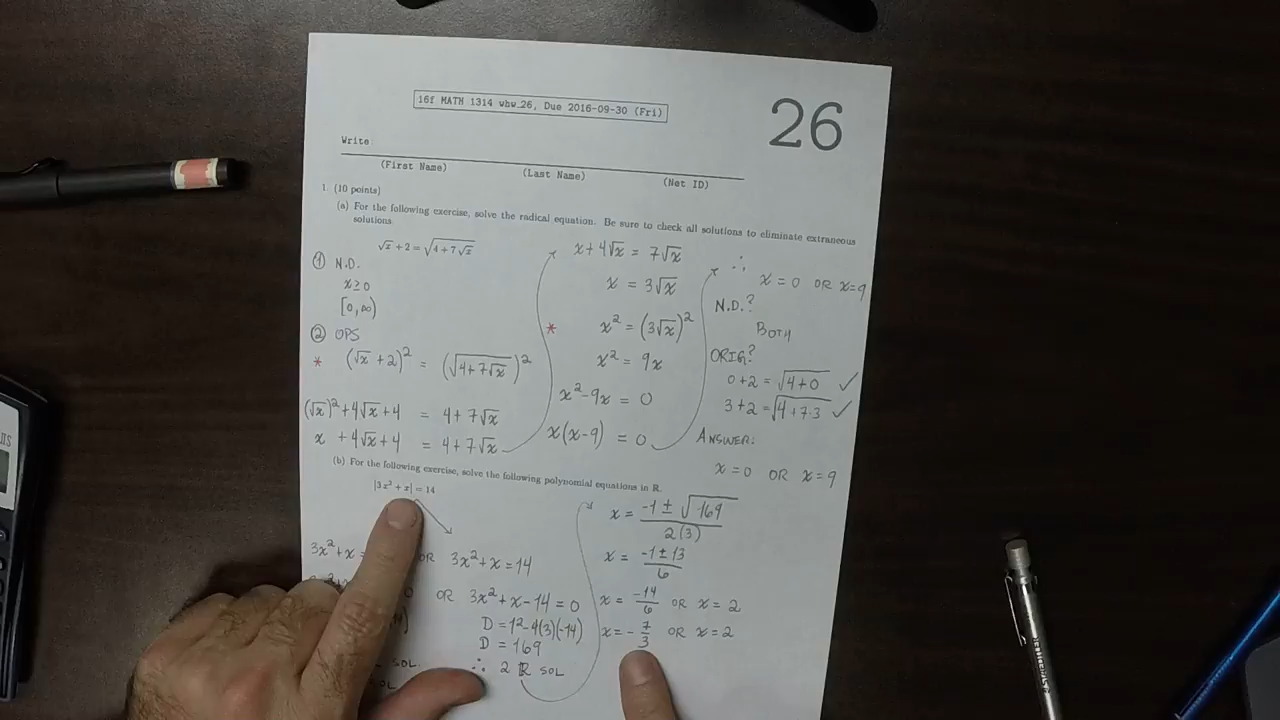 16f MATH 1314 whw_26, Due 2016-09-30 (Fri)
26
Write:
(First Name) (Last Name) (Net ID)
1. (10 points)
(a) For the following exercise, solve the radical equation. Be sure to check all solutions to eliminate extraneous
solutions
√x + 2 = √(4 + 7√x)
① N.D.
x ≥ 0
[0, ∞)
② OPS
* (√x + 2)² = (√(4+7√x))²
(√x)² + 4√x + 4 = 4 + 7√x
x + 4√x + 4 = 4 + 7√x
x + 4√x = 7√x
x = 3√x
* x² = (3√x)²
x² = 9x
x² - 9x = 0
x(x-9) = 0
∴ x = 0 OR x = 9
N.D.?
BOTH
ORIG?
0 + 2 = √(4+0) ✓
3 + 2 = √(4+7·3) ✓
ANSWER:
x = 0 OR x = 9
(b) For the following exercise, solve the following polynomial equations in R.
|3x² + x| = 14
3x² + x = OR 3x² + x = 14
0 OR 3x² + x - 14 = 0
D = 1² - 4(3)(-14)
D = 169
SOL.
∴ 2 ℝ SOL
SOL
x = (-1 ± √169)/2(3)
x = (-1 ± 13)/6
x = -14/6 OR x = 2
x = -7/3 OR x = 2